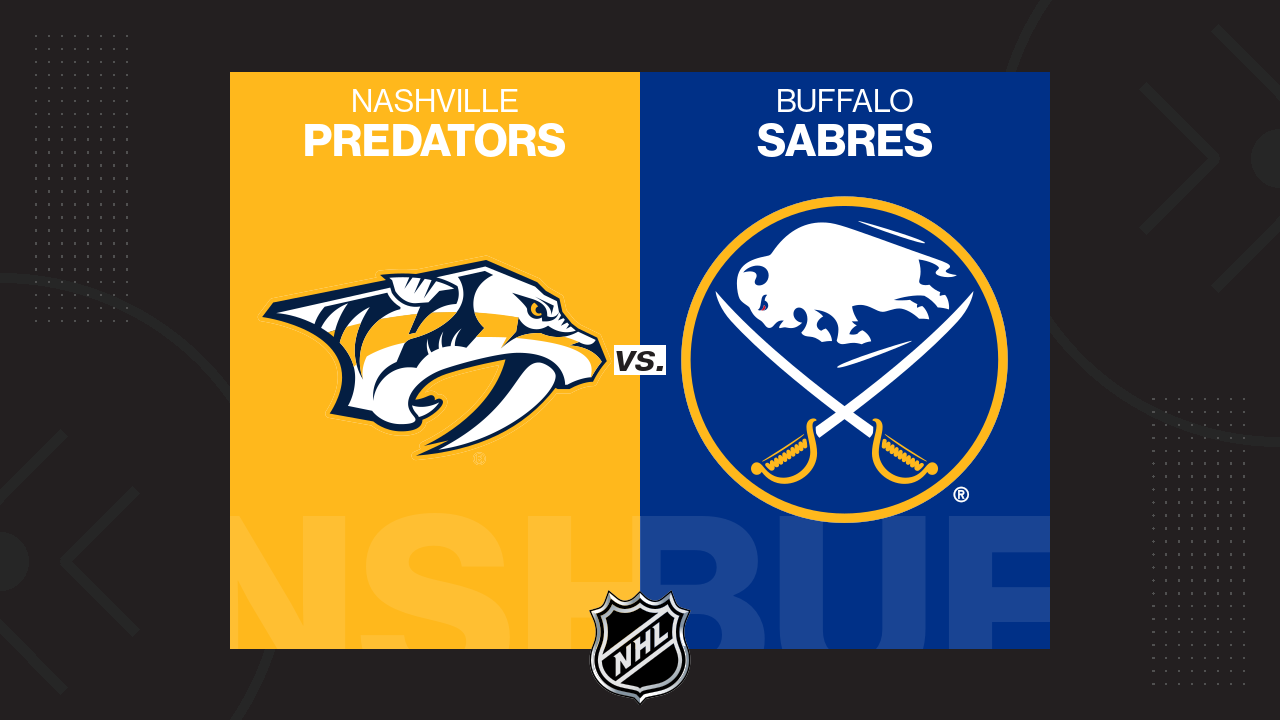 NASHVILLE
PREDATORS
BUFFALO
SABRES
vs.
®
®
NSH
BUF
NHL